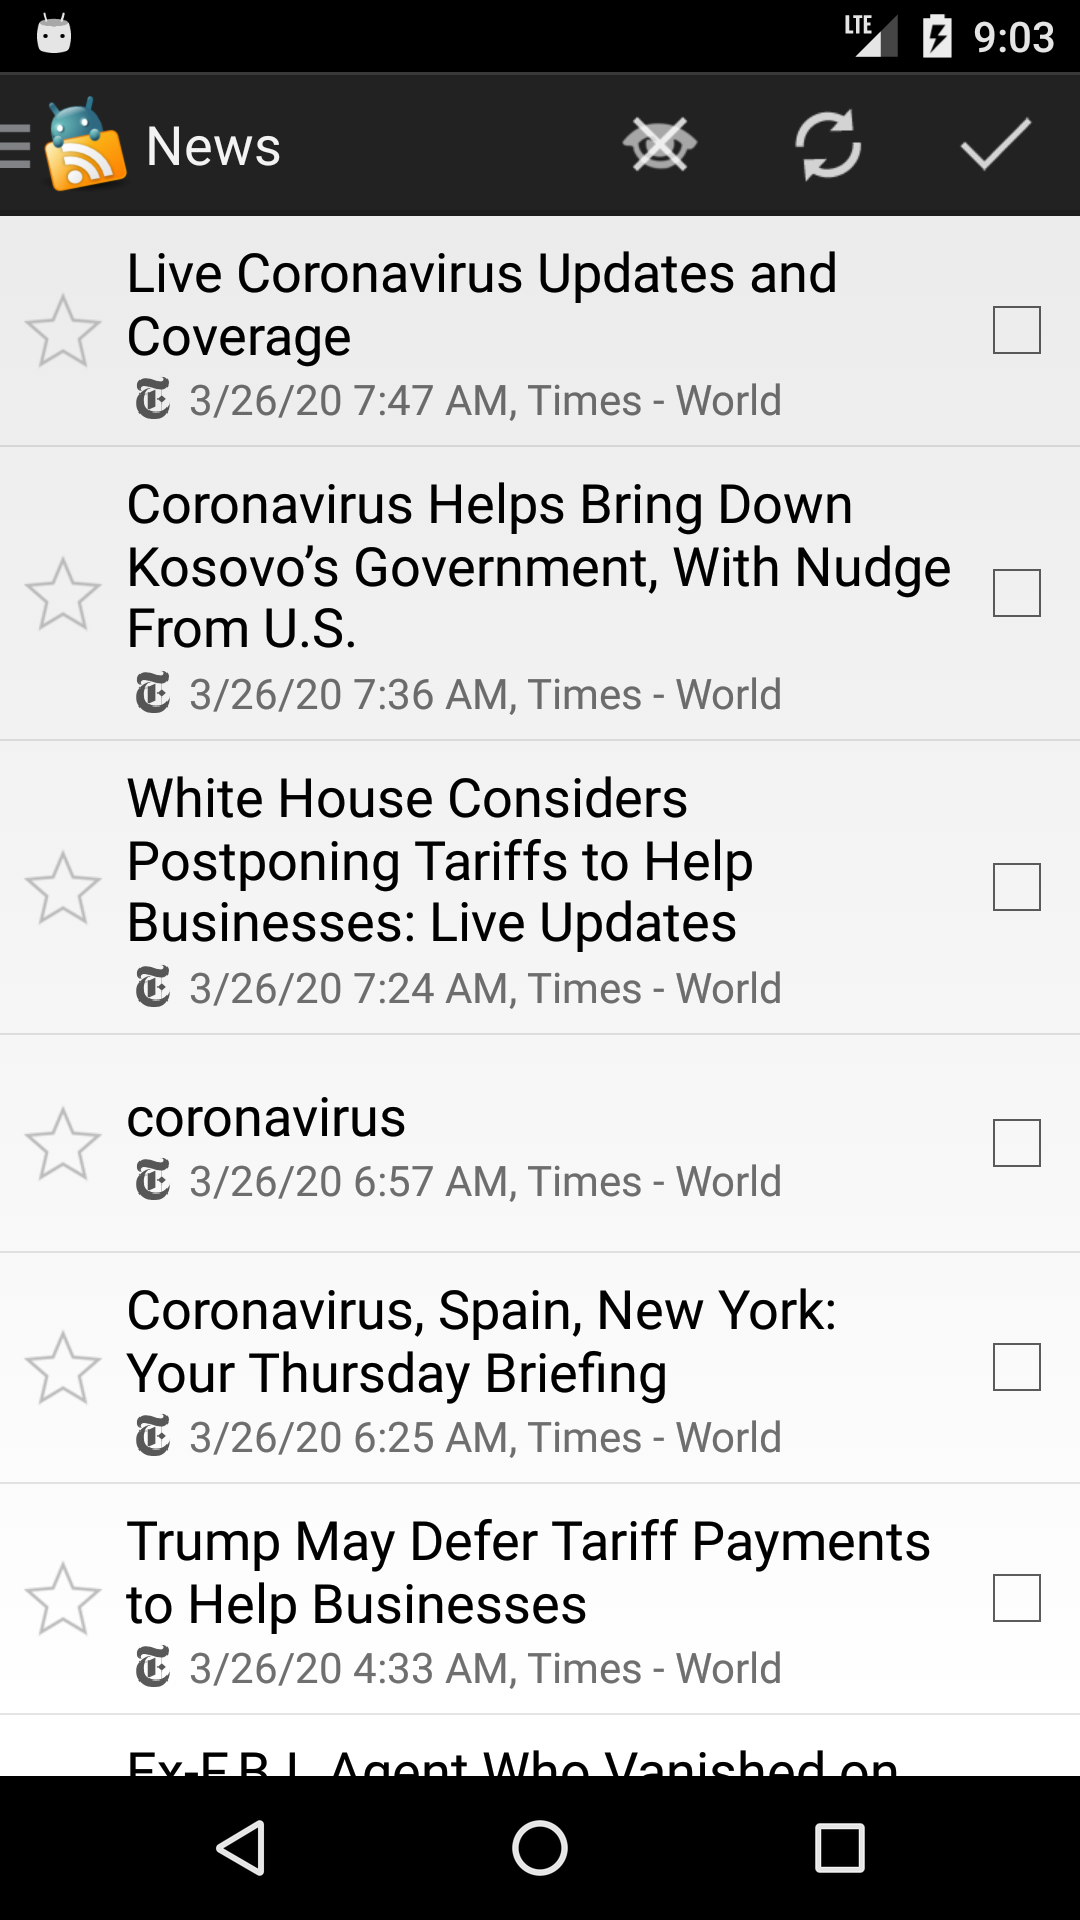 LTE 9:03
News
Live Coronavirus Updates and
Coverage
3/26/20 7:47 AM, Times - World
Coronavirus Helps Bring Down
Kosovo’s Government, With Nudge
From U.S.
3/26/20 7:36 AM, Times - World
White House Considers
Postponing Tariffs to Help
Businesses: Live Updates
3/26/20 7:24 AM, Times - World
coronavirus
3/26/20 6:57 AM, Times - World
Coronavirus, Spain, New York:
Your Thursday Briefing
3/26/20 6:25 AM, Times - World
Trump May Defer Tariff Payments
to Help Businesses
3/26/20 4:33 AM, Times - World
Ex-F.B.I. Agent Who Vanished on